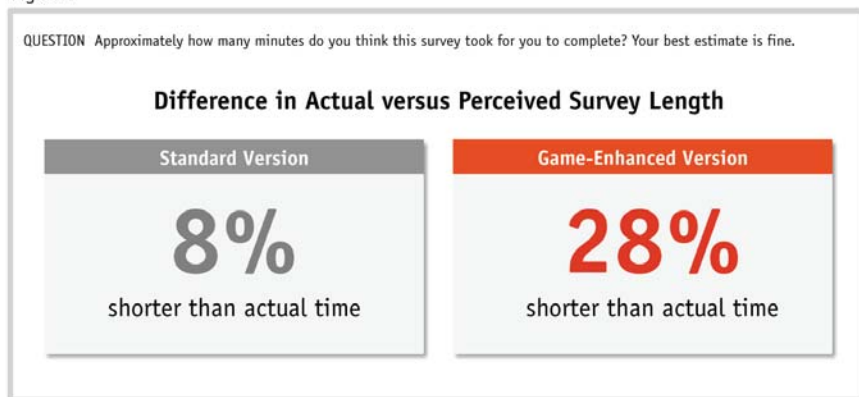 QUESTION Approximately how many minutes do you think this survey took for you to complete? Your best estimate is fine.
Difference in Actual versus Perceived Survey Length
Standard Version
Game-Enhanced Version
8%
28%
shorter than actual time
shorter than actual time